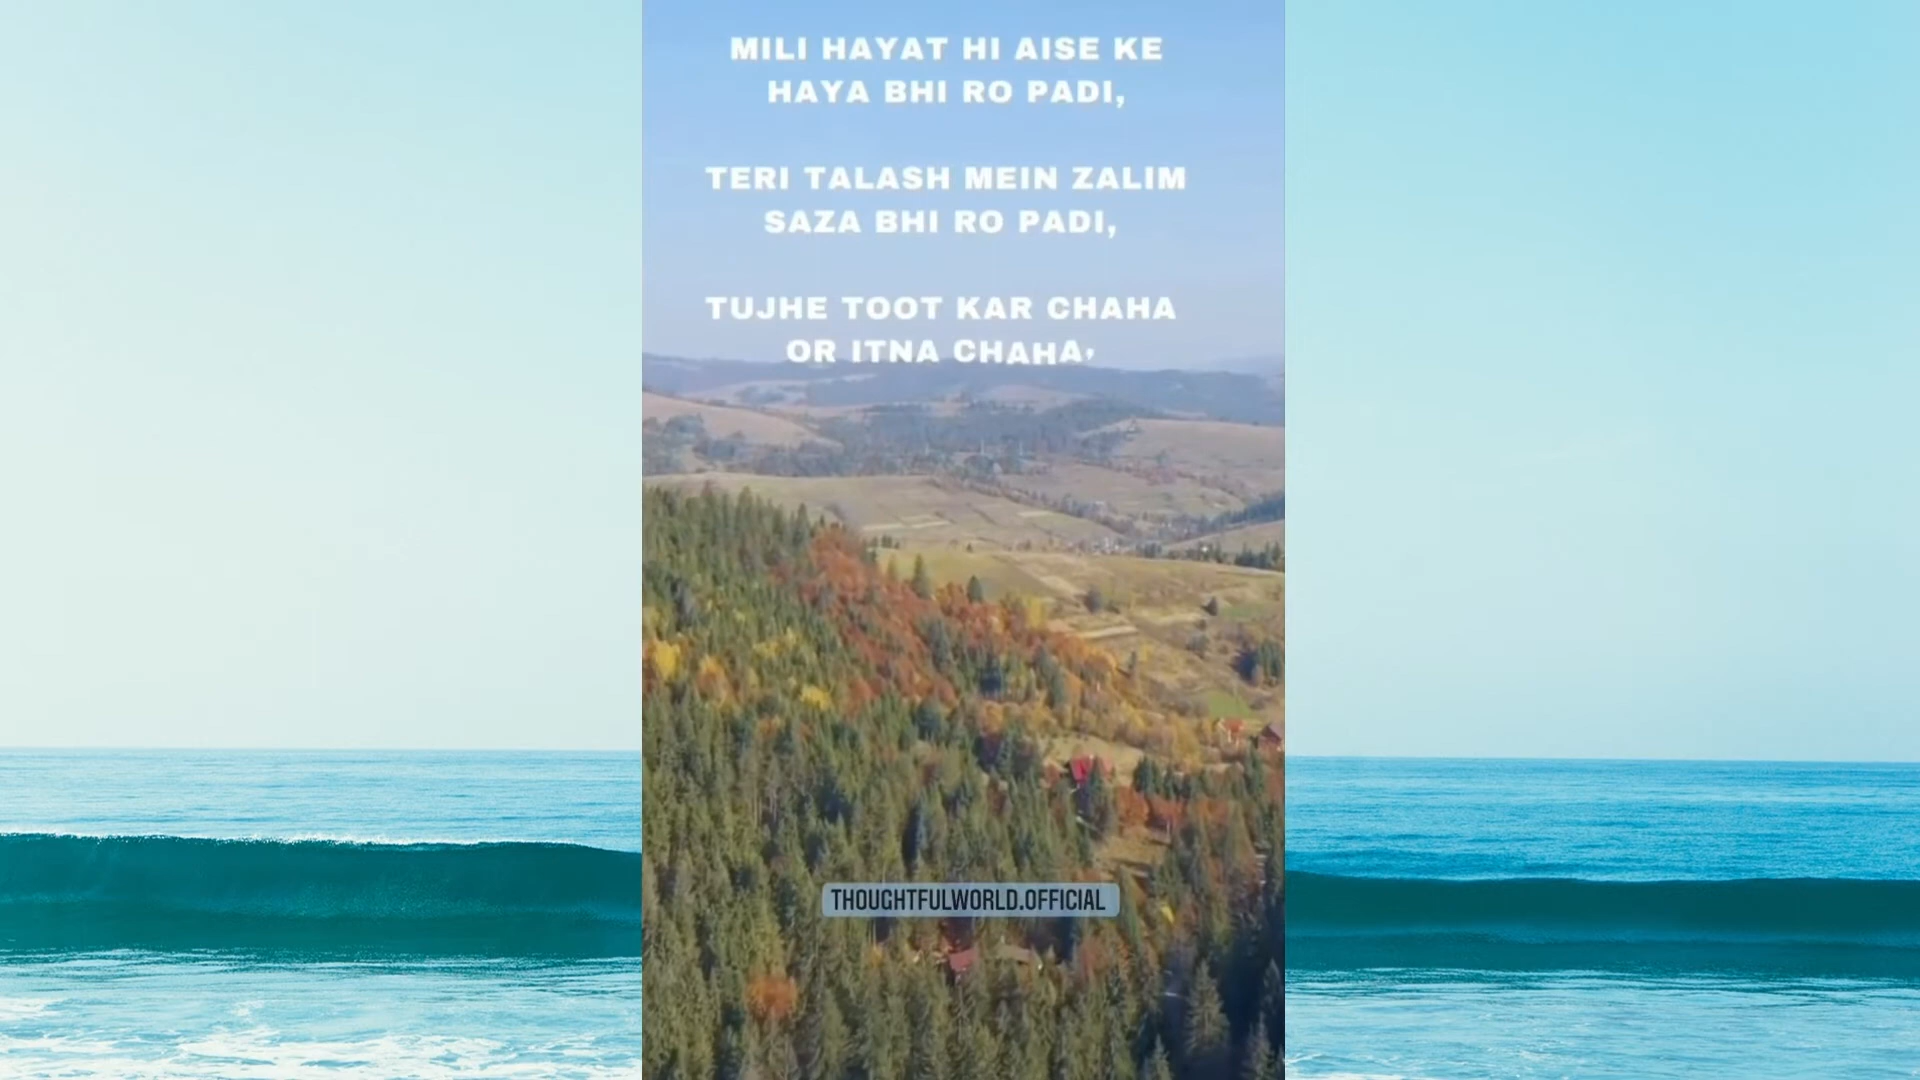 MILI HAYAT HI AISE KE
HAYA BHI RO PADI,
TERI TALASH MEIN ZALIM
SAZA BHI RO PADI,
TUJHE TOOT KAR CHAHA
OR ITNA CHAHA,
THOUGHTFULWORLD.OFFICIAL